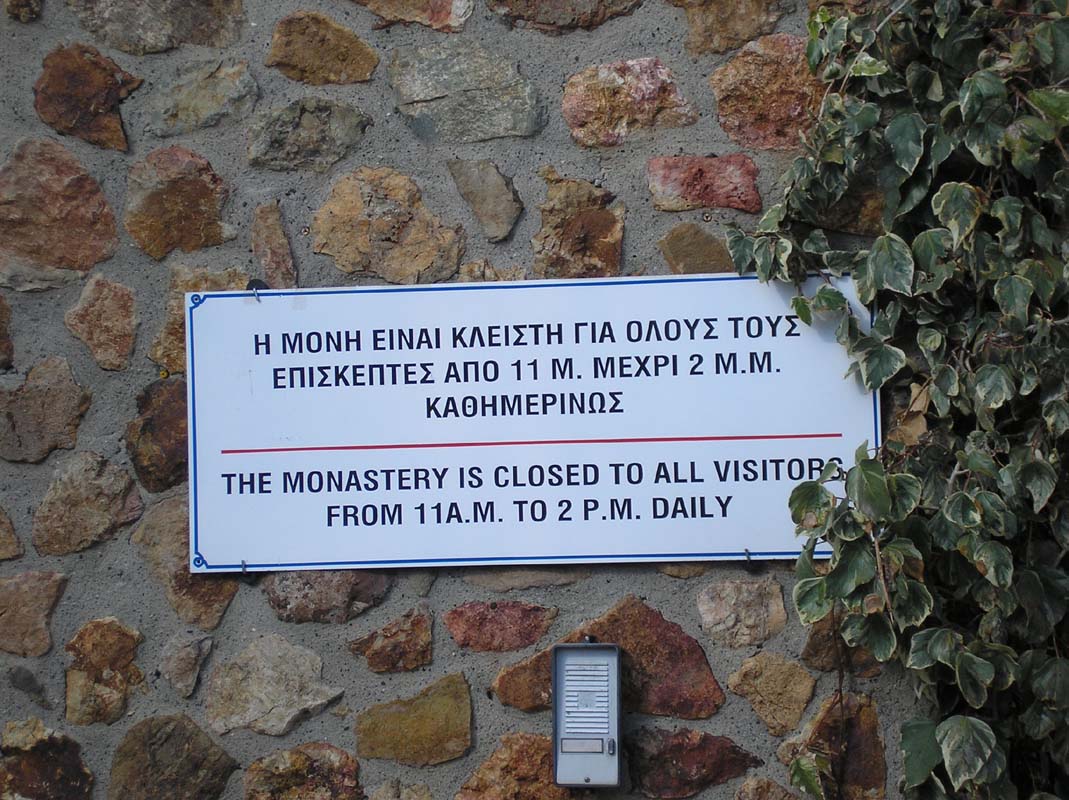 Η ΜΟΝΗ ΕΙΝΑΙ ΚΛΕΙΣΤΗ ΓΙΑ ΟΛΟΥΣ ΤΟΥΣ
ΕΠΙΣΚΕΠΤΕΣ ΑΠΟ 11 Μ. ΜΕΧΡΙ 2 Μ.Μ.
ΚΑΘΗΜΕΡΙΝΩΣ
THE MONASTERY IS CLOSED TO ALL VISITORS
FROM 11A.M. TO 2 P.M. DAILY